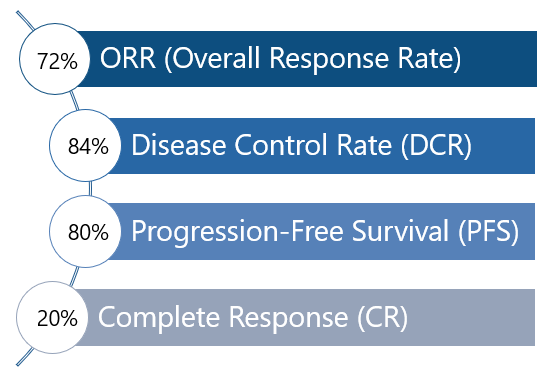 72% ORR (Overall Response Rate)
84% Disease Control Rate (DCR)
80% Progression-Free Survival (PFS)
20% Complete Response (CR)